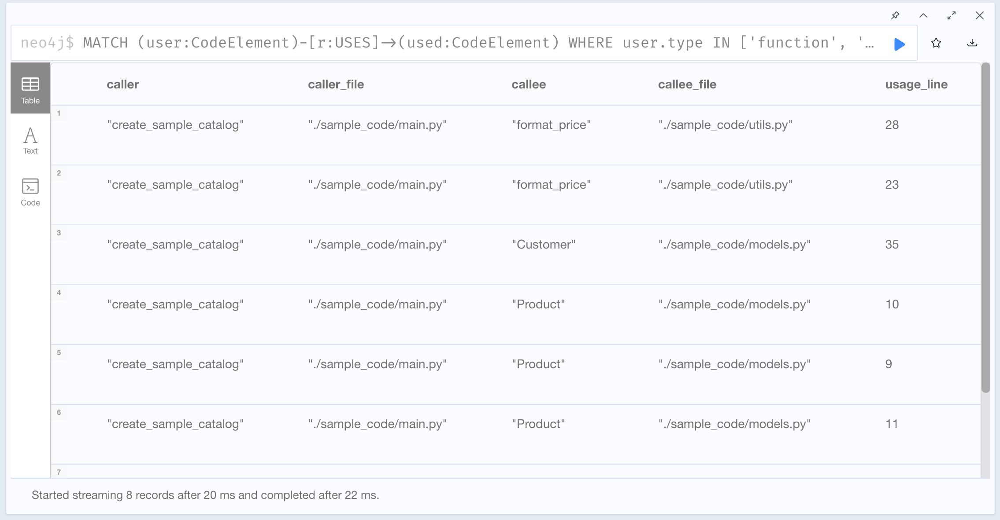 neo4j$ MATCH (user:CodeElement)-[r:USES]->(used:CodeElement) WHERE user.type IN ['function', '…
Table
Text
Code
caller caller_file callee callee_file usage_line
1
"create_sample_catalog" "./sample_code/main.py" "format_price" "./sample_code/utils.py" 28
2
"create_sample_catalog" "./sample_code/main.py" "format_price" "./sample_code/utils.py" 23
3
"create_sample_catalog" "./sample_code/main.py" "Customer" "./sample_code/models.py" 35
4
"create_sample_catalog" "./sample_code/main.py" "Product" "./sample_code/models.py" 10
5
"create_sample_catalog" "./sample_code/main.py" "Product" "./sample_code/models.py" 9
6
"create_sample_catalog" "./sample_code/main.py" "Product" "./sample_code/models.py" 11
7
Started streaming 8 records after 20 ms and completed after 22 ms.